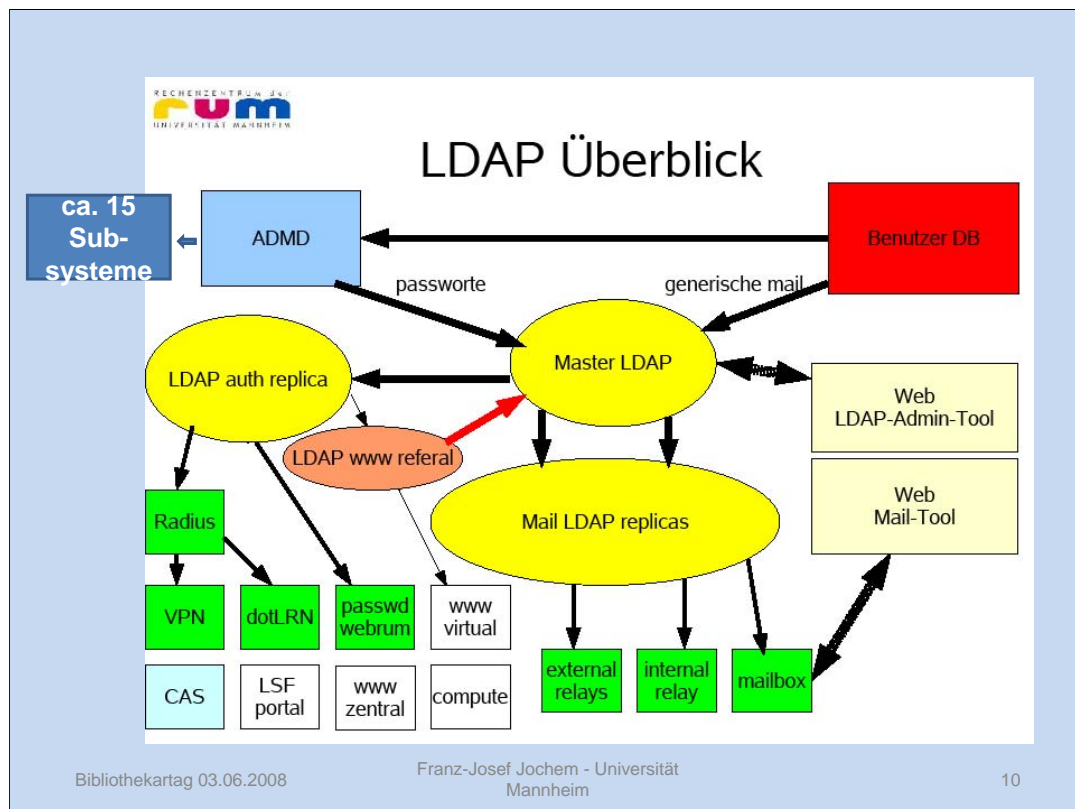 RECHENZENTRUM der
rum
UNIVERSITÄT MANNHEIM
LDAP Überblick
ca. 15
Sub-
systeme
ADMD
Benutzer DB
passworte
generische mail
Master LDAP
LDAP auth replica
Web
LDAP-Admin-Tool
LDAP www referal
Web
Mail-Tool
Mail LDAP replicas
Radius
VPN
dotLRN
passwd
webrum
www
virtual
external
relays
internal
relay
mailbox
CAS
LSF
portal
www
zentral
compute
Bibliothekartag 03.06.2008
Franz-Josef Jochem - Universität
Mannheim
10